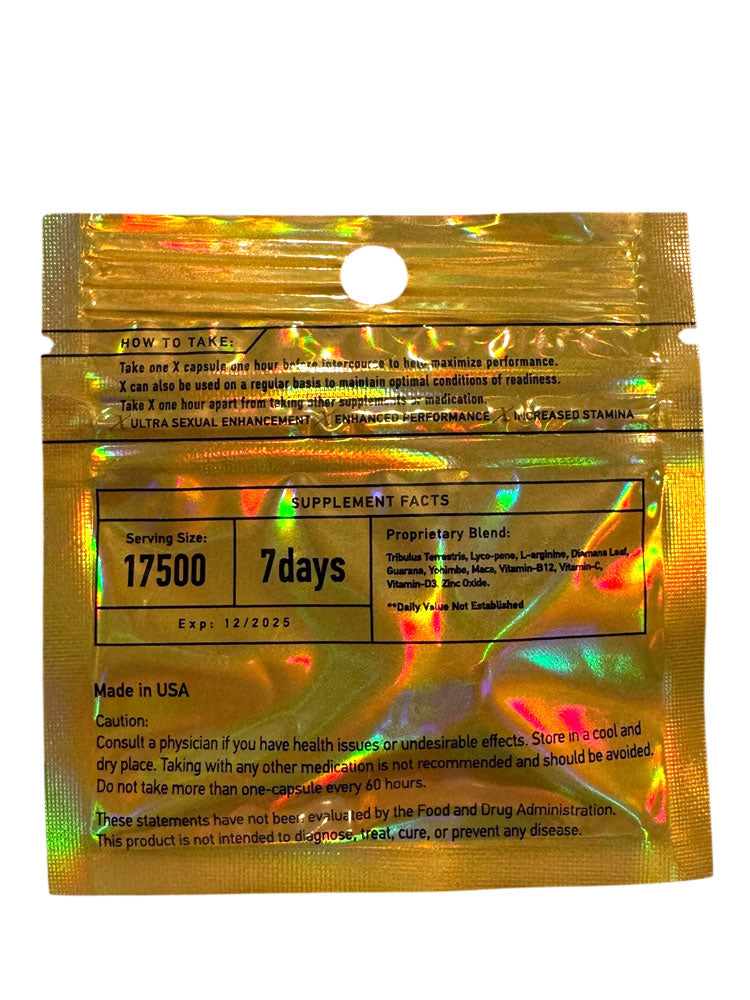 HOW TO TAKE:
Take one X capsule one hour before intercourse to help maximize performance.
X can also be used on a regular basis to maintain optimal conditions of readiness.
Take X one hour apart from taking other supplements or medication.
X ULTRA SEXUAL ENHANCEMENT X ENHANCED PERFORMANCE X INCREASED STAMINA
SUPPLEMENT FACTS
Serving Size:
17500
7days
Exp: 12/2025
Proprietary Blend:
Tribulus Terrestris, Lyco-pene, L-arginine, Diamana Leaf,
Guarana, Yohimbe, Maca, Vitamin-B12, Vitamin-C,
Vitamin-D3, Zinc Oxide.
**Daily Value Not Established
Made in USA
Caution:
Consult a physician if you have health issues or undesirable effects. Store in a cool and
dry place. Taking with any other medication is not recommended and should be avoided.
Do not take more than one-capsule every 60 hours.
These statements have not been evaluated by the Food and Drug Administration.
This product is not intended to diagnose, treat, cure, or prevent any disease.